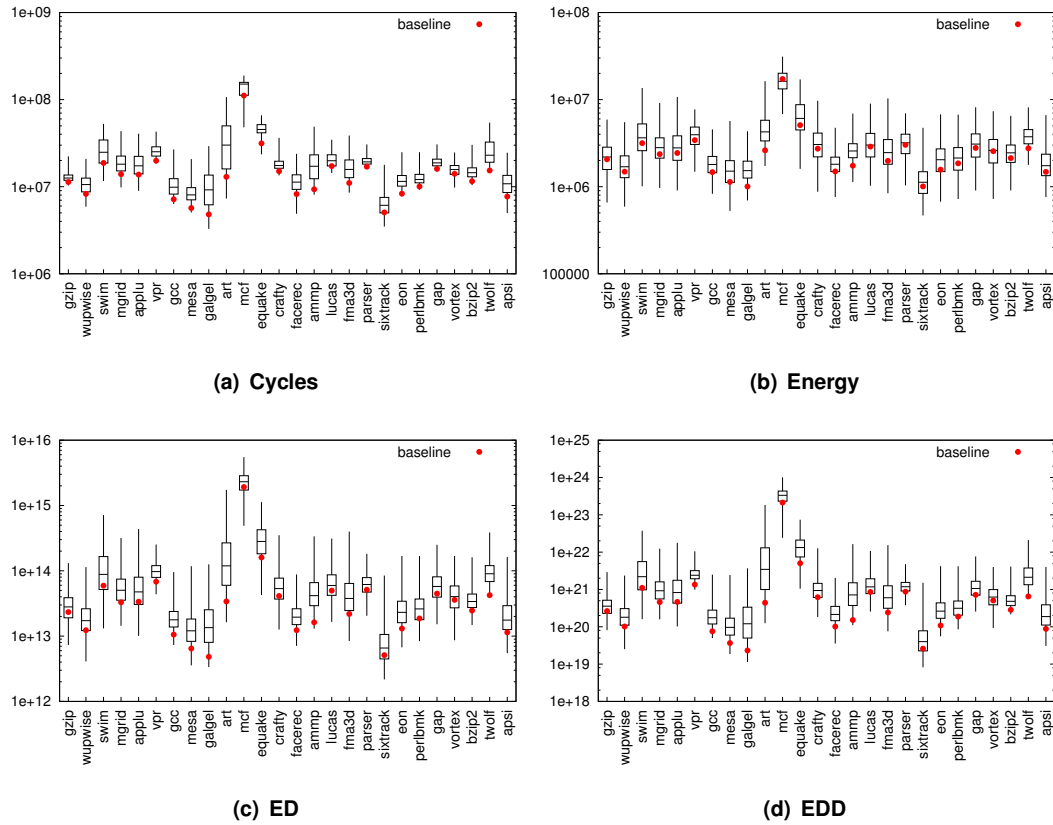 1e+09
1e+08
1e+07
1e+06
baseline
gzip
wupwise
swim
mgrid
applu
vpr
gcc
mesa
galgel
art
mcf
equake
crafty
facerec
ammp
lucas
fma3d
parser
sixtrack
eon
perlbmk
gap
vortex
bzip2
twolf
apsi
(a) Cycles
1e+08
1e+07
1e+06
100000
baseline
gzip
wupwise
swim
mgrid
applu
vpr
gcc
mesa
galgel
art
mcf
equake
crafty
facerec
ammp
lucas
fma3d
parser
sixtrack
eon
perlbmk
gap
vortex
bzip2
twolf
apsi
(b) Energy
1e+16
1e+15
1e+14
1e+13
1e+12
baseline
gzip
wupwise
swim
mgrid
applu
vpr
gcc
mesa
galgel
art
mcf
equake
crafty
facerec
ammp
lucas
fma3d
parser
sixtrack
eon
perlbmk
gap
vortex
bzip2
twolf
apsi
(c) ED
1e+25
1e+24
1e+23
1e+22
1e+21
1e+20
1e+19
1e+18
baseline
gzip
wupwise
swim
mgrid
applu
vpr
gcc
mesa
galgel
art
mcf
equake
crafty
facerec
ammp
lucas
fma3d
parser
sixtrack
eon
perlbmk
gap
vortex
bzip2
twolf
apsi
(d) EDD